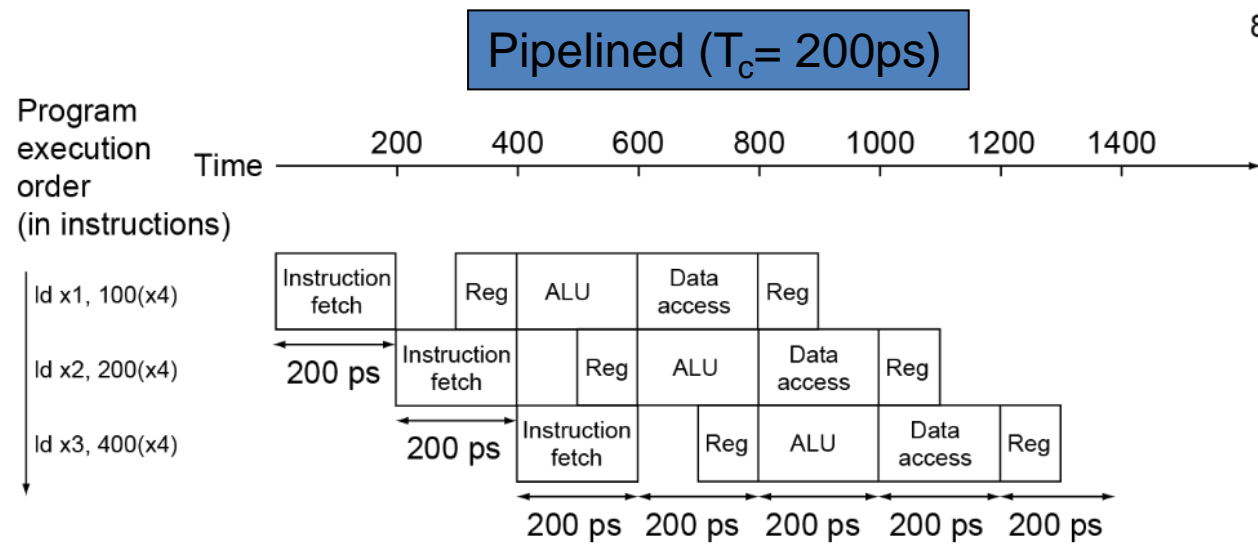 8
Pipelined (Tc= 200ps)
Program
execution
order
(in instructions)
Time
200 400 600 800 1000 1200 1400
ld x1, 100(x4)
Instruction
fetch
Reg
ALU
Data
access
Reg
200 ps
ld x2, 200(x4)
Instruction
fetch
Reg
ALU
Data
access
Reg
200 ps
ld x3, 400(x4)
Instruction
fetch
Reg
ALU
Data
access
Reg
200 ps 200 ps 200 ps 200 ps 200 ps